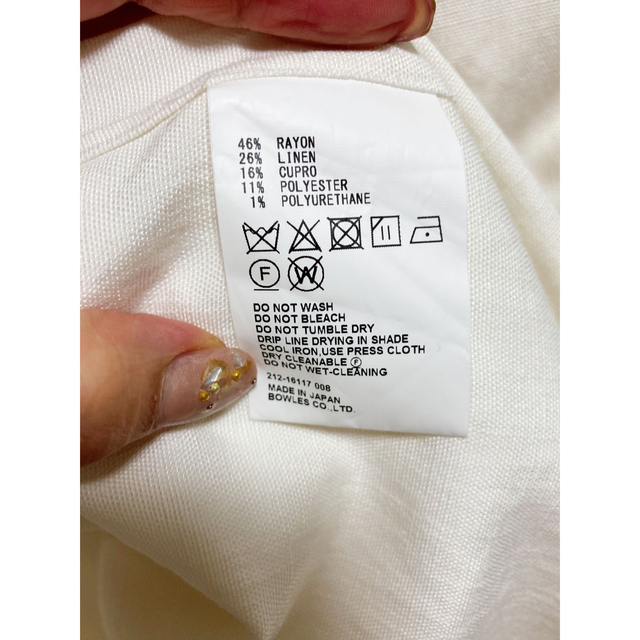 46% RAYON
26% LINEN
16% CUPRO
11% POLYESTER
1% POLYURETHANE
F W
DO NOT WASH
DO NOT BLEACH
DO NOT TUMBLE DRY
DRIP LINE DRYING IN SHADE
COOL IRON,USE PRESS CLOTH
DRY CLEANABLE Ⓕ
DO NOT WET-CLEANING
212-16117 008
MADE IN JAPAN
BOWLES CO.,LTD.